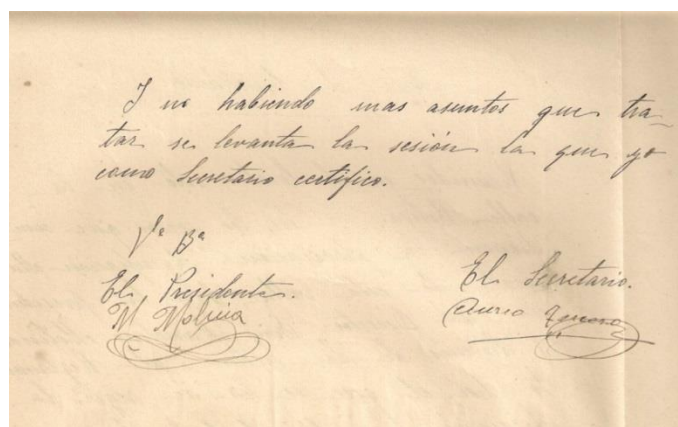 I no habiendo mas asuntos que tra-
tar se levanta la sesión la que yo
como Secretario certifico.
Vº Bº
El Presidente.
El Secretario.
M Molina
Aureo